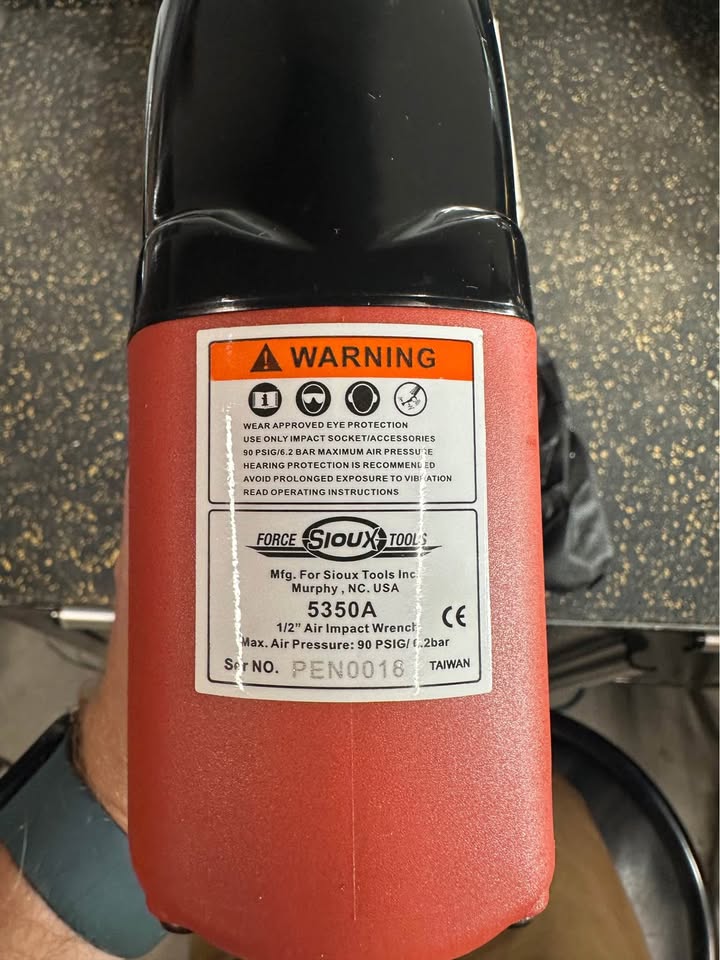 WARNING
WEAR APPROVED EYE PROTECTION
USE ONLY IMPACT SOCKET/ACCESSORIES
90 PSIG/6.2 BAR MAXIMUM AIR PRESSURE
HEARING PROTECTION IS RECOMMENDED
AVOID PROLONGED EXPOSURE TO VIBRATION
READ OPERATING INSTRUCTIONS
FORCE SIOUX TOOLS
Mfg. For Sioux Tools Inc.
Murphy , NC. USA
5350A
1/2" Air Impact Wrench
CE
Max. Air Pressure: 90 PSIG/ 6.2bar
Ser NO. PEN0018 TAIWAN